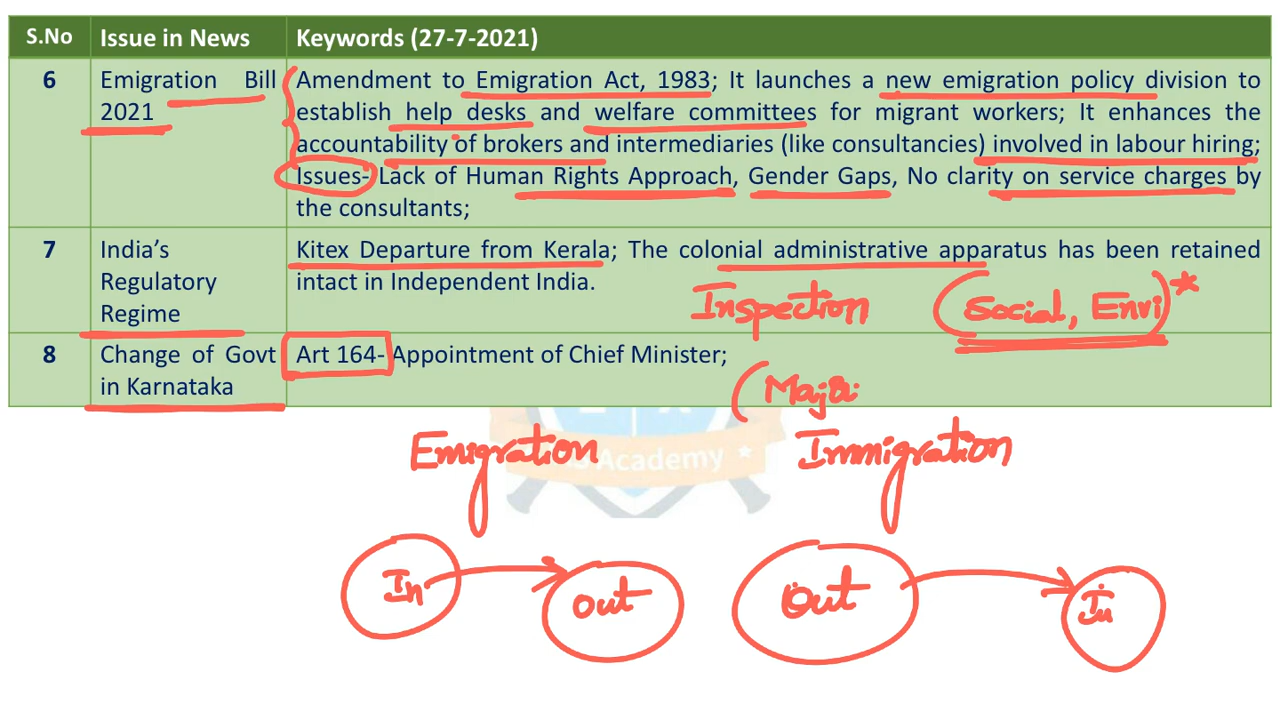 S.No Issue in News Keywords (27-7-2021)
6 Emigration Bill 2021
Amendment to Emigration Act, 1983; It launches a new emigration policy division to
establish help desks and welfare committees for migrant workers; It enhances the
accountability of brokers and intermediaries (like consultancies) involved in labour hiring;
Issues- Lack of Human Rights Approach, Gender Gaps, No clarity on service charges by
the consultants;
7 India's
Regulatory
Regime
Kitex Departure from Kerala; The colonial administrative apparatus has been retained
intact in Independent India.
Inspection (Social, Envi)*
8 Change of Govt
in Karnataka
Art 164- Appointment of Chief Minister;
Emigration Immigration
Academy
In out Out In